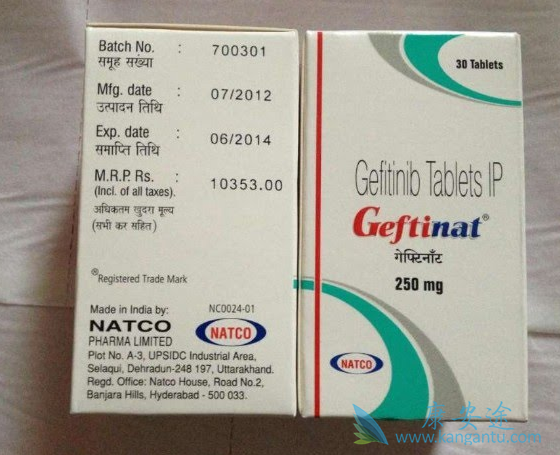 Batch No. : 700301
समूह संख्या
Mfg. date : 07/2012
उत्पादन तिथि
Exp. date : 06/2014
समाप्ति तिथि
M.R.P. Rs. : 10353.00
(Incl. of all taxes).
अधिकतम खुदरा मूल्य
(सभी कर सहित)
®Registered Trade Mark
Made in India by: NC0024-01
NATCO
PHARMA LIMITED
NATCO
Plot No. A-3, UPSIDC Industrial Area,
Selaqui, Dehradun-248 197, Uttarakhand.
Regd. Office: Natco House, Road No.2,
Banjara Hills, Hyderabad - 500 033.
30 Tablets
Gefitinib Tablets IP
Geftinat®
गेफ्टिनॉट
250 mg
NATCO
康安途
www.kangantu.com